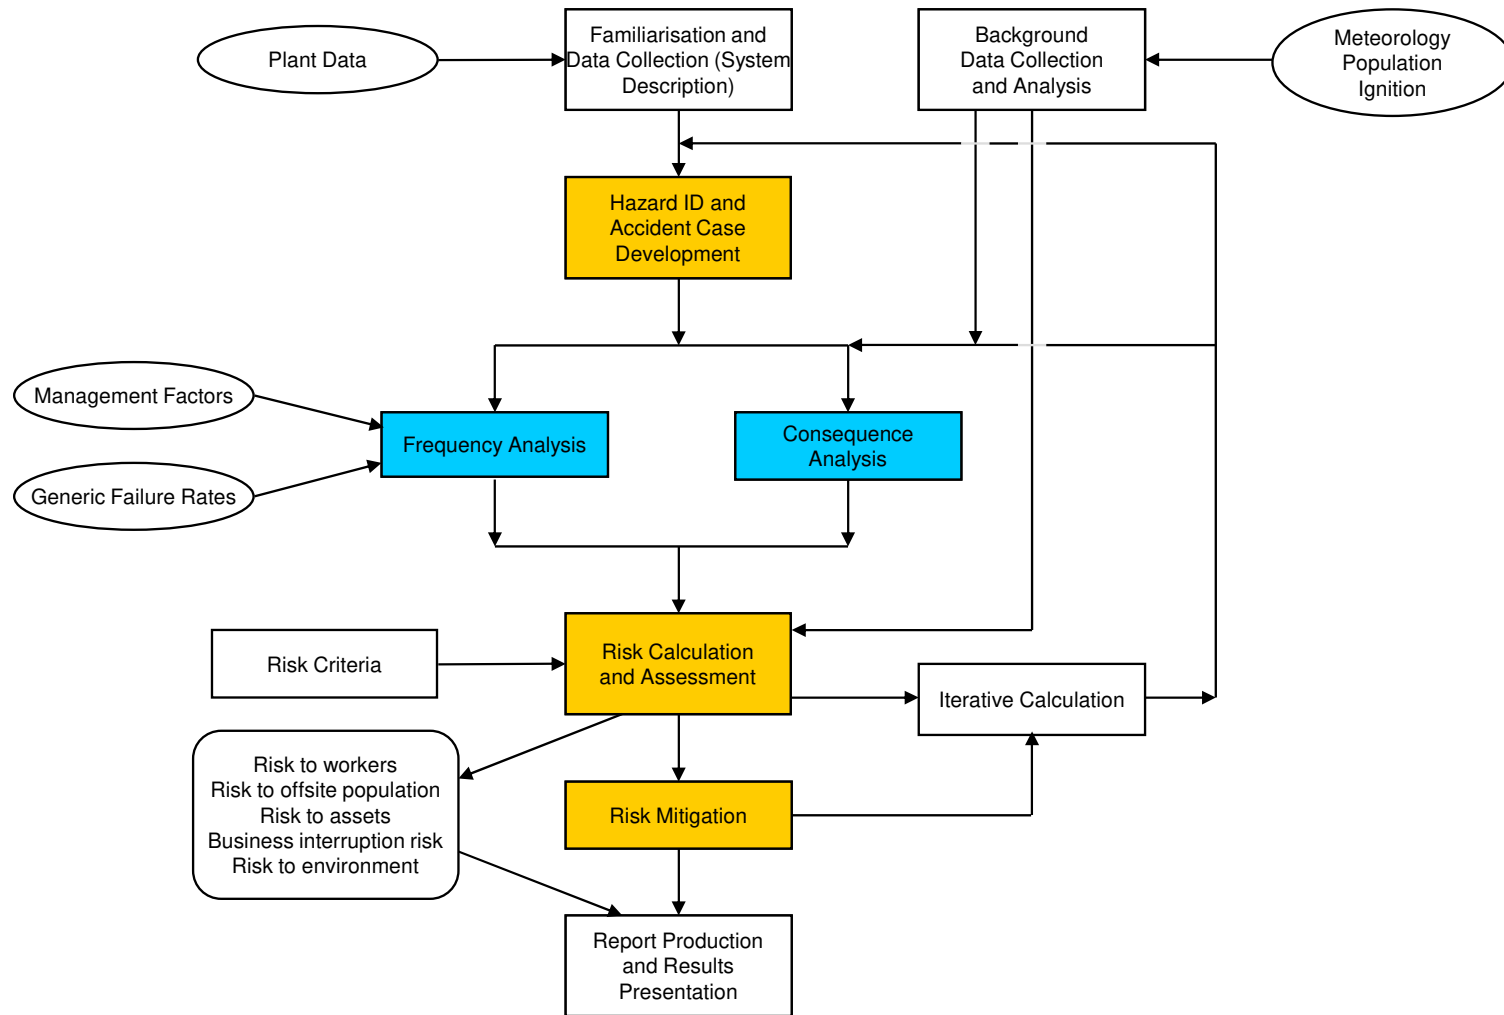 Plant Data
Familiarisation and
Data Collection (System
Description)
Background
Data Collection
and Analysis
Meteorology
Population
Ignition
Hazard ID and
Accident Case
Development
Management Factors
Generic Failure Rates
Frequency Analysis
Consequence
Analysis
Risk Criteria
Risk Calculation
and Assessment
Iterative Calculation
Risk to workers
Risk to offsite population
Risk to assets
Business interruption risk
Risk to environment
Risk Mitigation
Report Production
and Results
Presentation